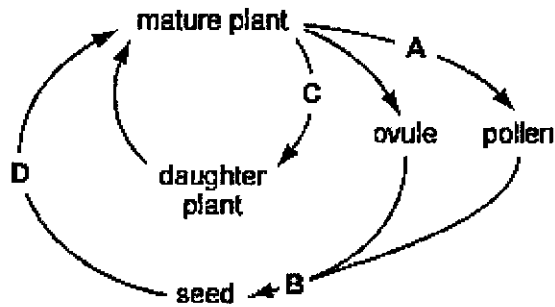 mature plant
A
C
ovule pollen
D
daughter
plant
B
seed